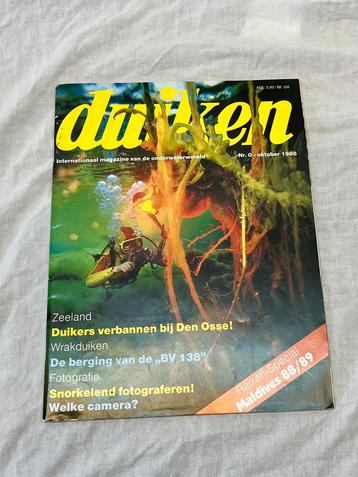 duiken
Internationaal magazine van de onderwaterwereld
Nr. 0 - oktober 1988
Zeeland
Duikers verbannen bij Den Osse!
Wrakduiken
De berging van de „BV 138"
Fotografie
Snorkelend fotograferen!
Welke camera?
Reizen-Special
Maldives 88/89